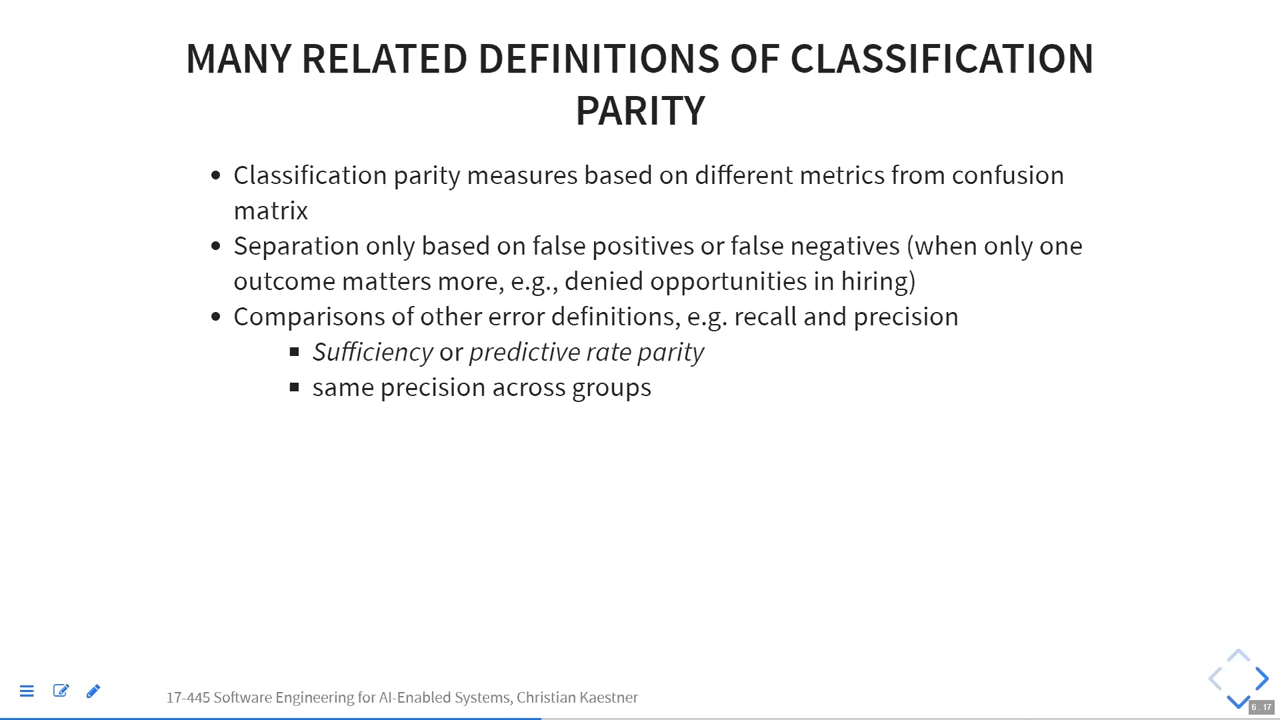 MANY RELATED DEFINITIONS OF CLASSIFICATION
PARITY
Classification parity measures based on different metrics from confusion
matrix
Separation only based on false positives or false negatives (when only one
outcome matters more, e.g., denied opportunities in hiring)
Comparisons of other error definitions, e.g. recall and precision
Sufficiency or predictive rate parity
same precision across groups
17-445 Software Engineering for AI-Enabled Systems, Christian Kaestner
6 . 17